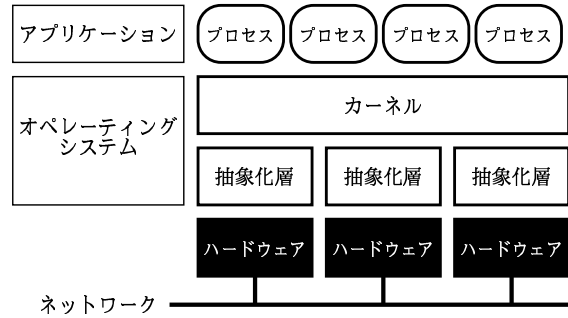 アプリケーション
プロセス
プロセス
プロセス
プロセス
オペレーティング
システム
カーネル
抽象化層
抽象化層
抽象化層
ハードウェア
ハードウェア
ハードウェア
ネットワーク